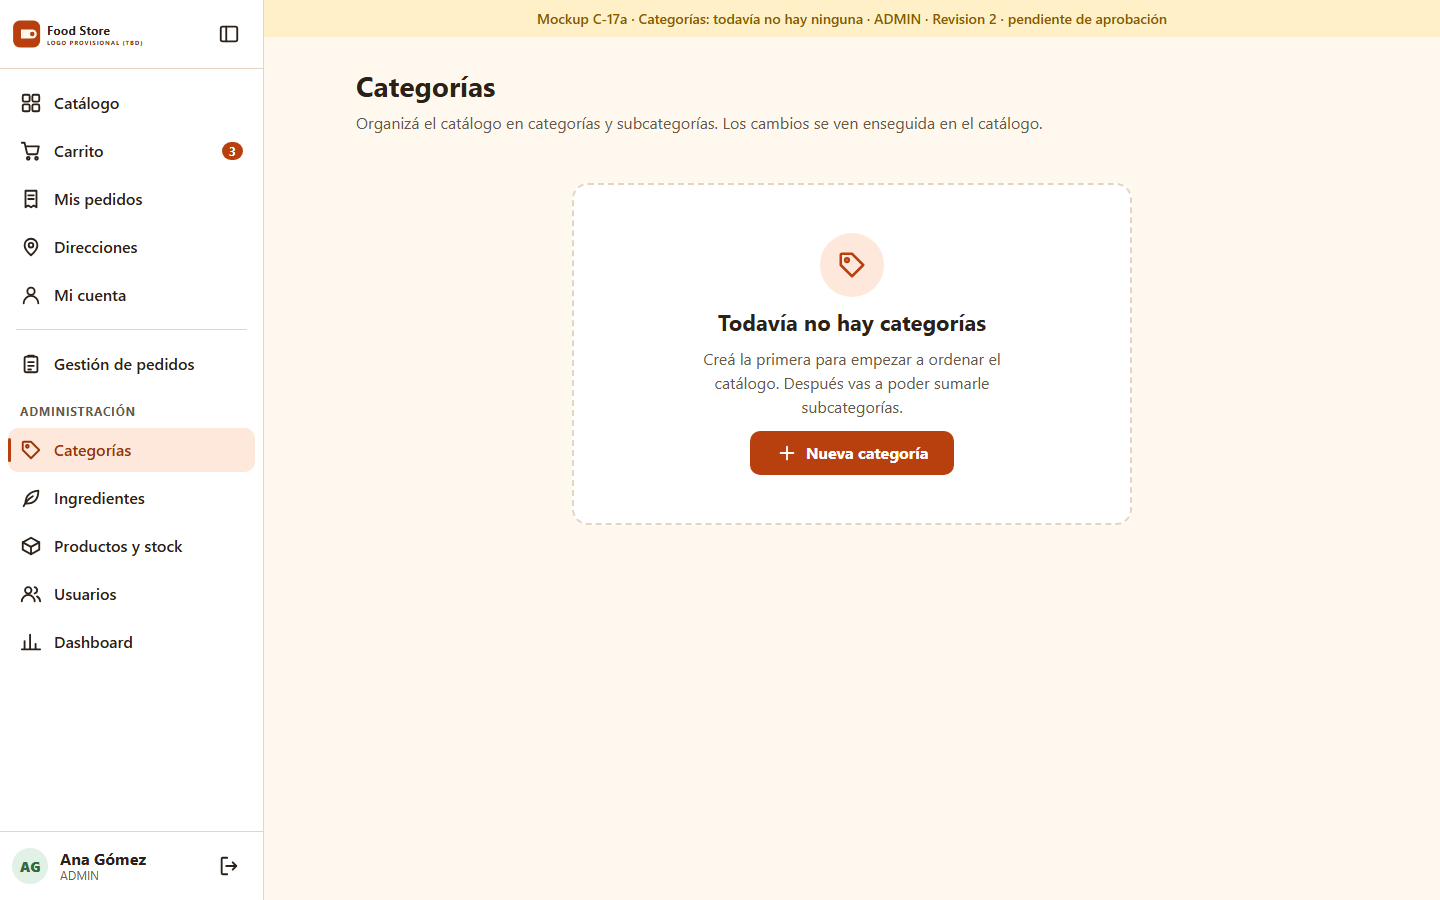 Food Store
LOGO PROVISIONAL (TBD)
Catálogo
Carrito
3
Mis pedidos
Direcciones
Mi cuenta
Gestión de pedidos
ADMINISTRACIÓN
Categorías
Ingredientes
Productos y stock
Usuarios
Dashboard
AG
Ana Gómez
ADMIN
Mockup C-17a · Categorías: todavía no hay ninguna · ADMIN · Revision 2 · pendiente de aprobación
Categorías
Organizá el catálogo en categorías y subcategorías. Los cambios se ven enseguida en el catálogo.
Todavía no hay categorías
Creá la primera para empezar a ordenar el
catálogo. Después vas a poder sumarle
subcategorías.
Nueva categoría